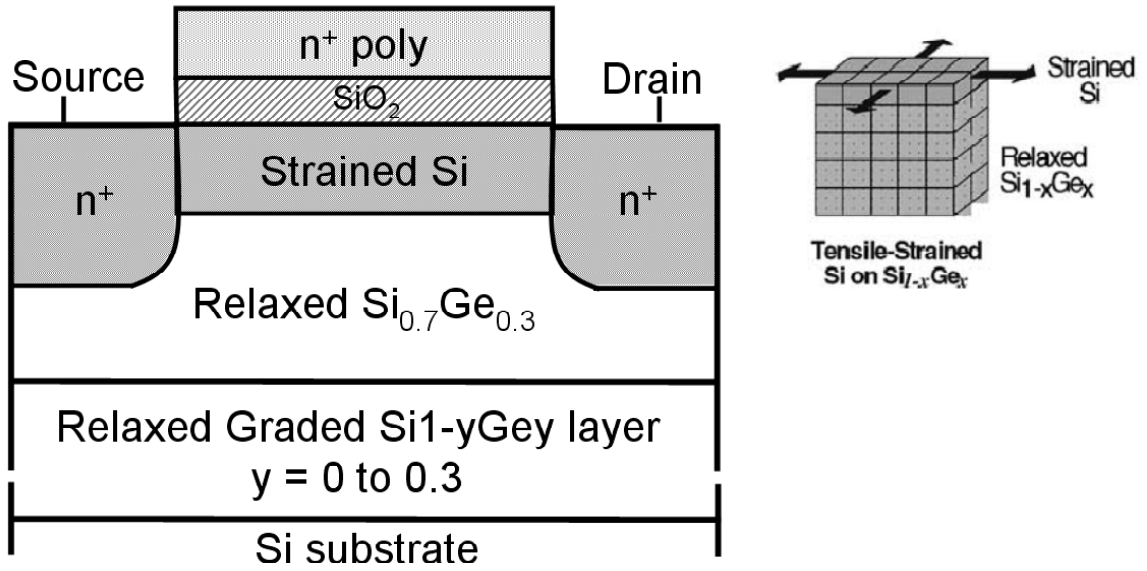 n⁺ poly
Source
SiO₂
Drain
Strained Si
n⁺
n⁺
Relaxed Si₀.₇Ge₀.₃
Relaxed Graded Si1-yGey layer
y = 0 to 0.3
Si substrate
Strained
Si
Relaxed
Si₁₋ₓGeₓ
Tensile-Strained
Si on Si₁₋ₓGeₓ